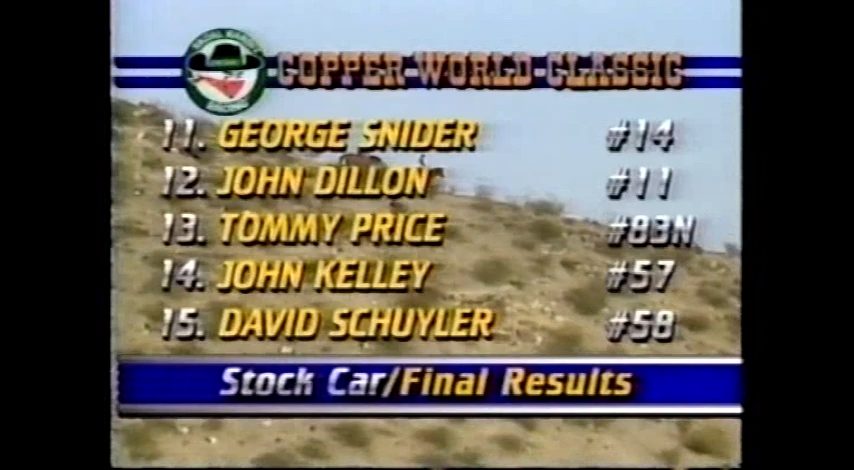 COPPER WORLD CLASSIC
11. GEORGE SNIDER #14
12. JOHN DILLON #11
13. TOMMY PRICE #83N
14. JOHN KELLEY #57
15. DAVID SCHUYLER #58
Stock Car/Final Results